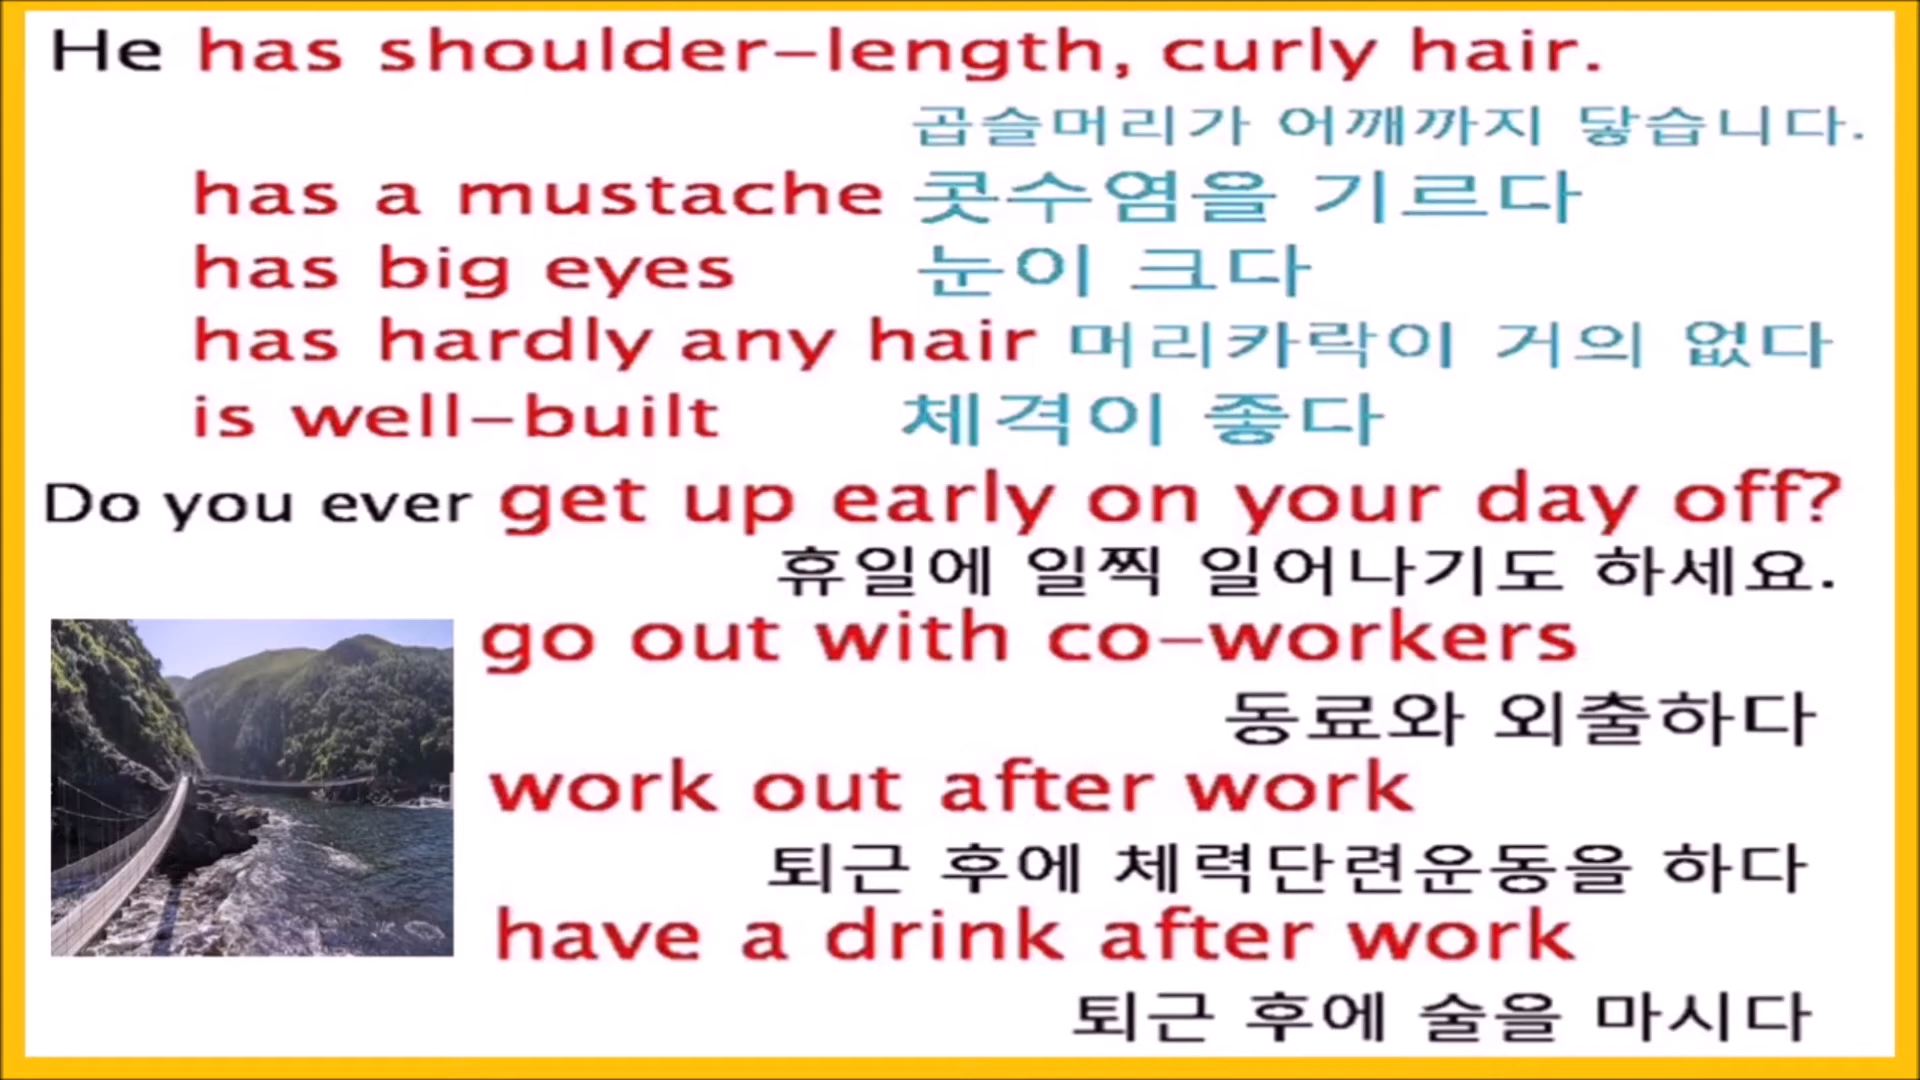 He has shoulder-length, curly hair.
곱슬머리가 어깨까지 닿습니다.
has a mustache 콧수염을 기르다
has big eyes 눈이 크다
has hardly any hair 머리카락이 거의 없다
is well-built 체격이 좋다
Do you ever get up early on your day off?
휴일에 일찍 일어나기도 하세요.
go out with co-workers
동료와 외출하다
work out after work
퇴근 후에 체력단련운동을 하다
have a drink after work
퇴근 후에 술을 마시다